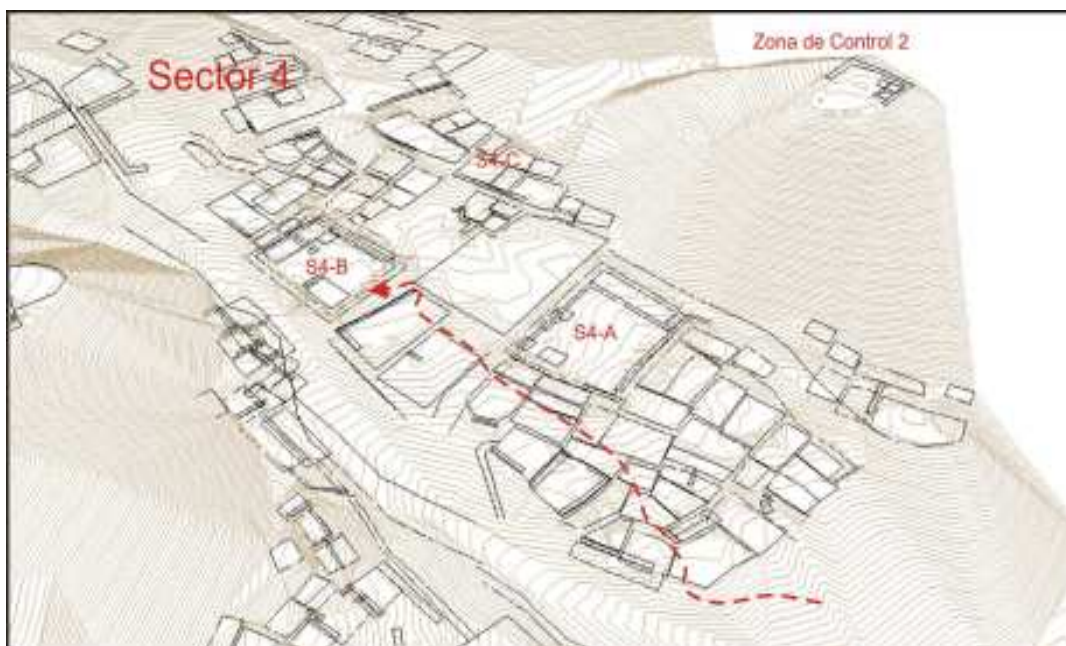 Zona de Control 2
Sector 4
S4-C
S4-B
S4-A